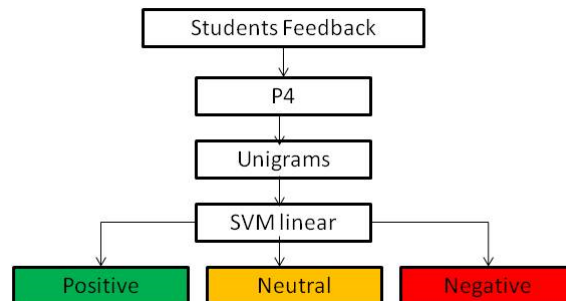 Students Feedback
P4
Unigrams
SVM linear
Positive
Neutral
Negative